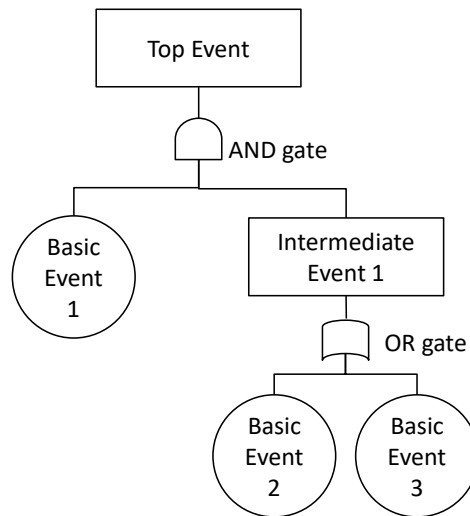 Top Event
AND gate
Basic
Event
1
Intermediate
Event 1
OR gate
Basic
Event
2
Basic
Event
3